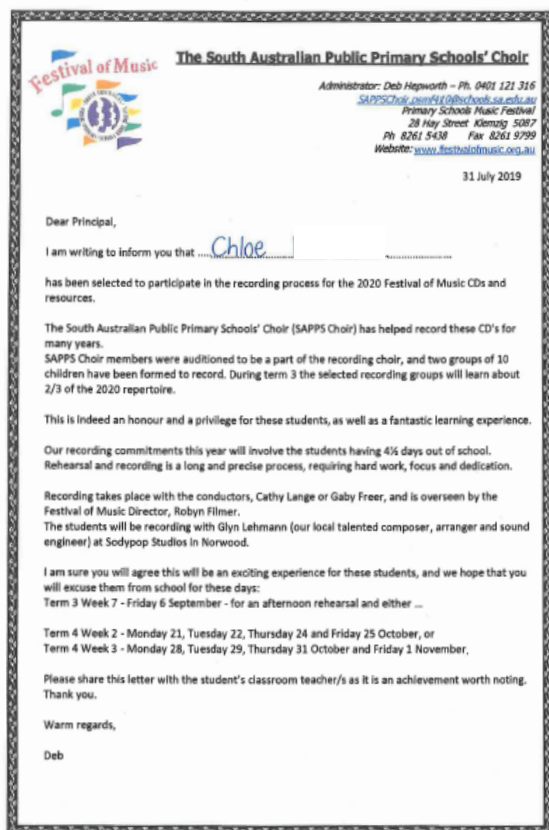 Festival of Music
The South Australian Public Primary Schools' Choir
Administrator: Deb Hepworth – Ph. 0401 121 316
SAPPSChoir.psmf410@schools.sa.edu.au
Primary Schools Music Festival
28 Hay Street Klemzig 5087
Ph 8261 5438 Fax 8261 9799
Website: www.festivalofmusic.org.au
31 July 2019
Dear Principal,
I am writing to inform you that .... Chloe ....................
has been selected to participate in the recording process for the 2020 Festival of Music CDs and
resources.
The South Australian Public Primary Schools' Choir (SAPPS Choir) has helped record these CD's for
many years.
SAPPS Choir members were auditioned to be a part of the recording choir, and two groups of 10
children have been formed to record. During term 3 the selected recording groups will learn about
2/3 of the 2020 repertoire.
This is indeed an honour and a privilege for these students, as well as a fantastic learning experience.
Our recording commitments this year will involve the students having 4½ days out of school.
Rehearsal and recording is a long and precise process, requiring hard work, focus and dedication.
Recording takes place with the conductors, Cathy Lange or Gaby Freer, and is overseen by the
Festival of Music Director, Robyn Filmer.
The students will be recording with Glyn Lehmann (our local talented composer, arranger and sound
engineer) at Sodypop Studios in Norwood.
I am sure you will agree this will be an exciting experience for these students, and we hope that you
will excuse them from school for these days:
Term 3 Week 7 - Friday 6 September - for an afternoon rehearsal and either ...
Term 4 Week 2 - Monday 21, Tuesday 22, Thursday 24 and Friday 25 October, or
Term 4 Week 3 - Monday 28, Tuesday 29, Thursday 31 October and Friday 1 November.
Please share this letter with the student's classroom teacher/s as it is an achievement worth noting.
Thank you.
Warm regards,
Deb